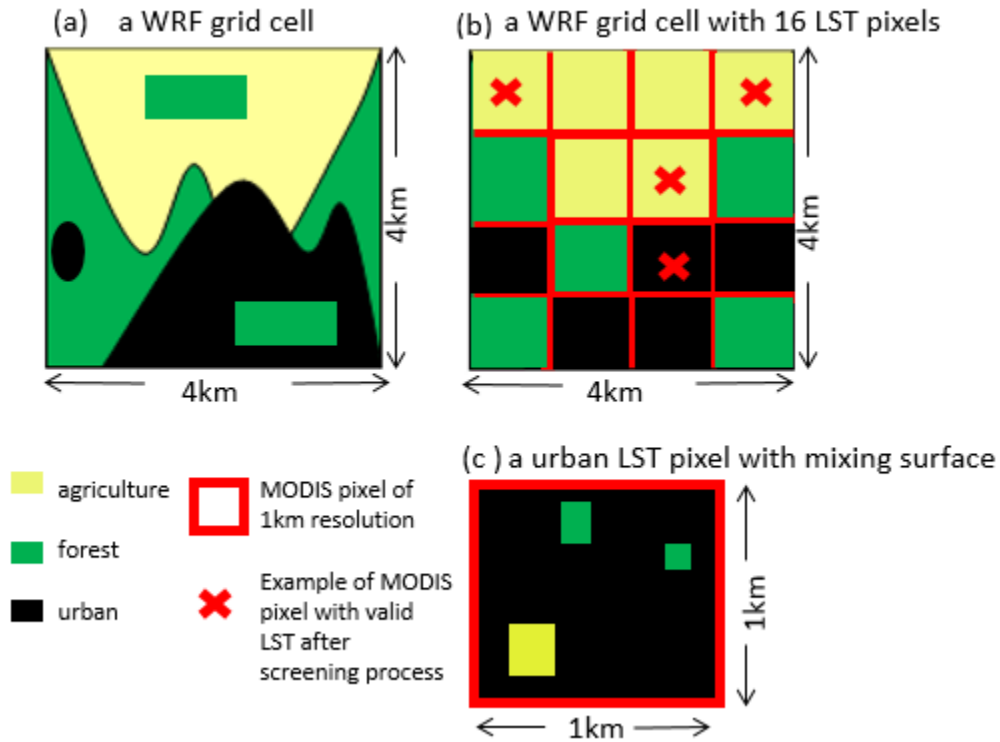 (a) a WRF grid cell
(b) a WRF grid cell with 16 LST pixels
4km
4km
4km
4km
agriculture
forest
urban
MODIS pixel of
1km resolution
Example of MODIS
pixel with valid
LST after
screening process
(c ) a urban LST pixel with mixing surface
1km
1km